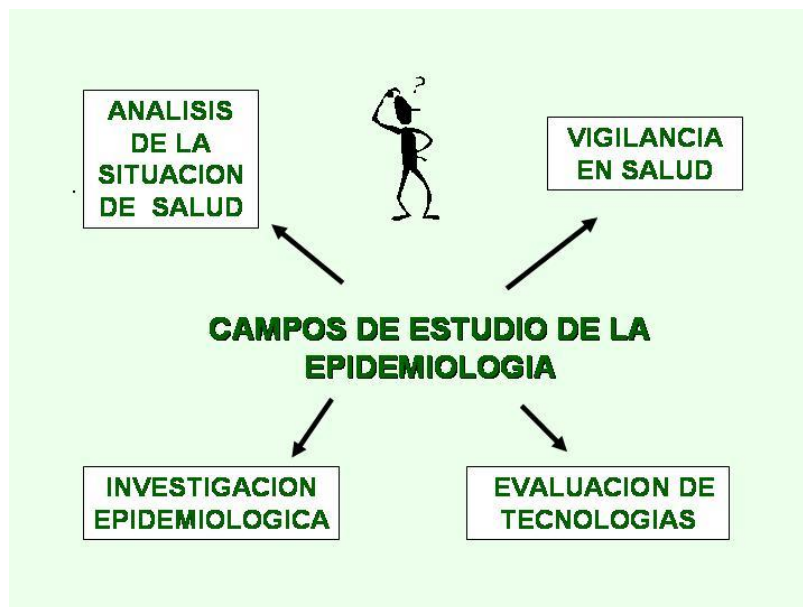 ANALISIS
DE LA
SITUACION
DE SALUD
?
VIGILANCIA
EN SALUD
CAMPOS DE ESTUDIO DE LA
EPIDEMIOLOGIA
INVESTIGACION
EPIDEMIOLOGICA
EVALUACION DE
TECNOLOGIAS